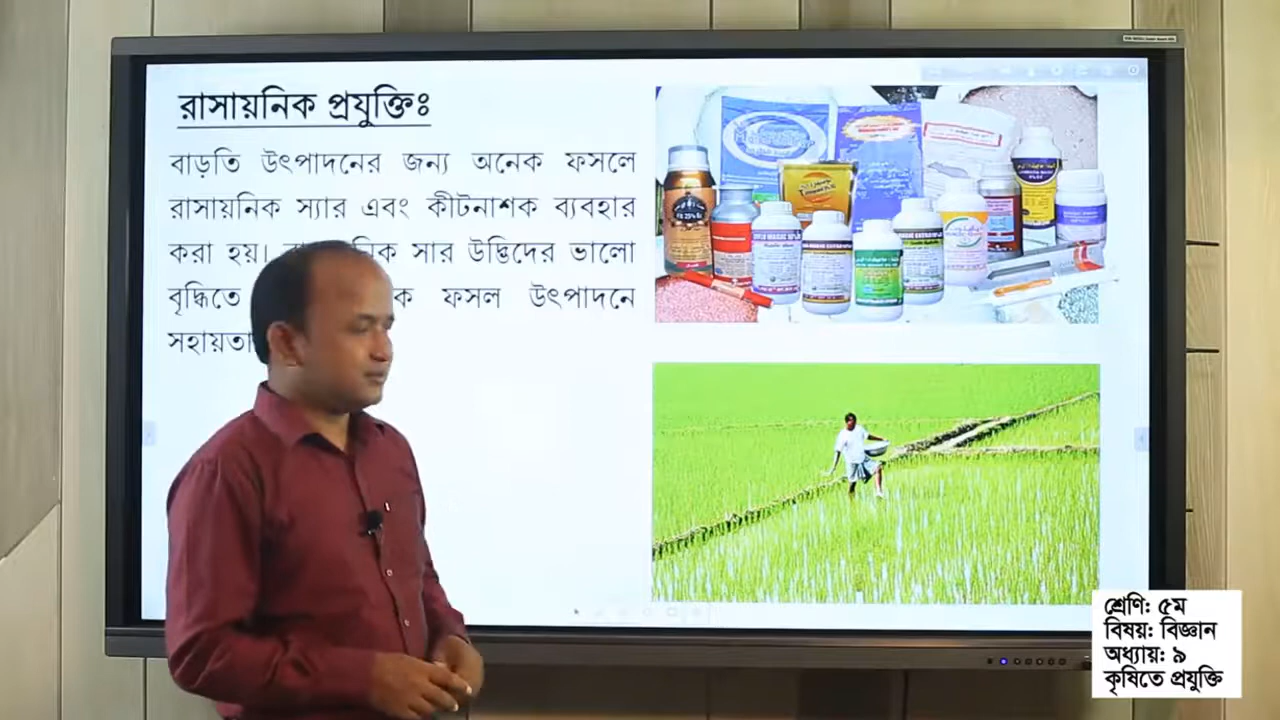 রাসায়নিক প্রযুক্তিঃ
বাড়তি উৎপাদনের জন্য অনেক ফসলে
রাসায়নিক স্যার এবং কীটনাশক ব্যবহার
করা হয়। সার উদ্ভিদের ভালো
বৃদ্ধিতে ফসল উৎপাদনে
শ্রেণি: ৫ম
বিষয়: বিজ্ঞান
অধ্যায়: ৯
কৃষিতে প্রযুক্তি